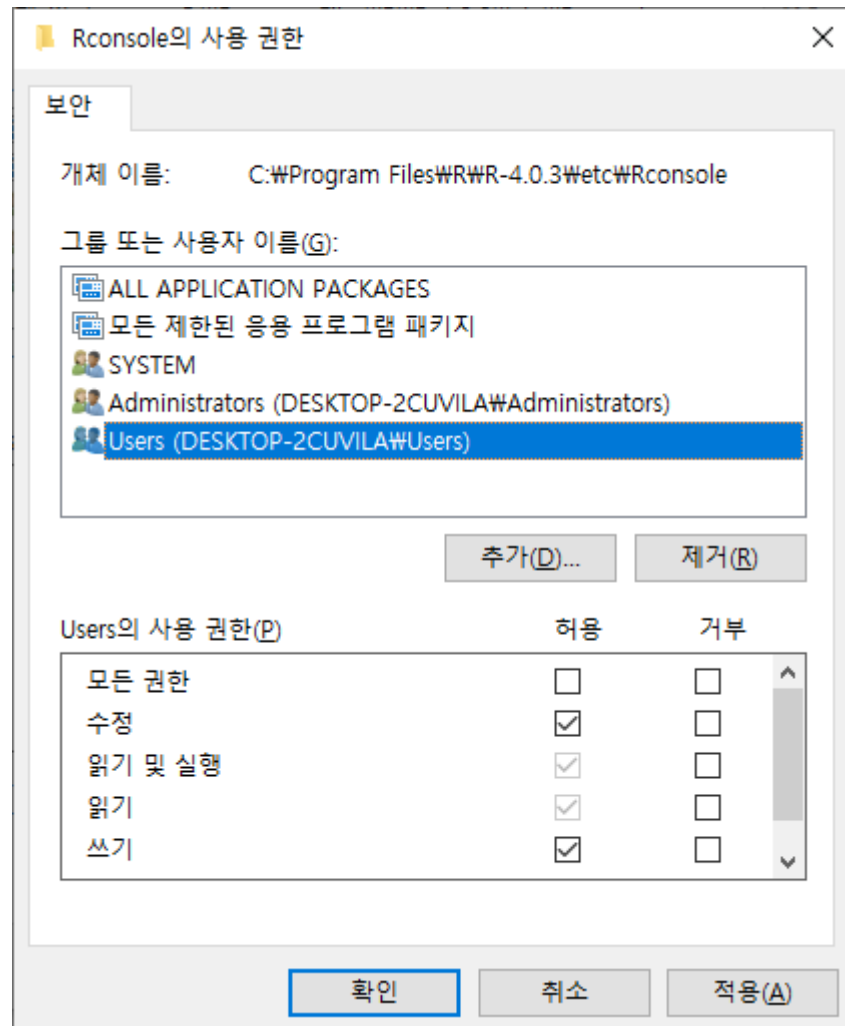 Rconsole의 사용 권한
보안
개체 이름: C:₩Program Files₩R₩R-4.0.3₩etc₩Rconsole
그룹 또는 사용자 이름(G):
ALL APPLICATION PACKAGES
모든 제한된 응용 프로그램 패키지
SYSTEM
Administrators (DESKTOP-2CUVILA₩Administrators)
Users (DESKTOP-2CUVILA₩Users)
추가(D)... 제거(R)
Users의 사용 권한(P) 허용 거부
모든 권한
수정
읽기 및 실행
읽기
쓰기
확인 취소 적용(A)